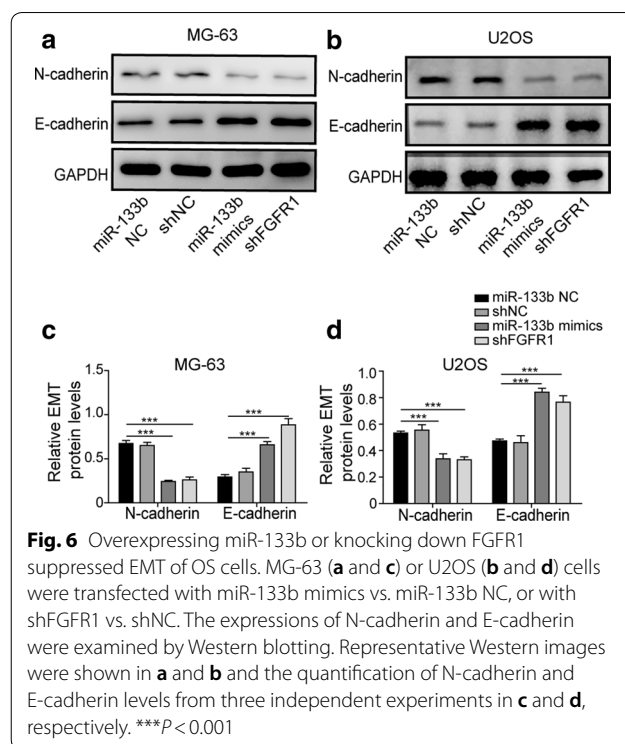 a
MG-63
N-cadherin
E-cadherin
GAPDH
miR-133b NC
shNC
miR-133b mimics
shFGFR1
b
U2OS
N-cadherin
E-cadherin
GAPDH
miR-133b NC
shNC
miR-133b mimics
shFGFR1
miR-133b NC
shNC
miR-133b mimics
shFGFR1
c
MG-63
Relative EMT
protein levels
1.5
1.0
0.5
0
***
***
***
***
N-cadherin
E-cadherin
d
U2OS
Relative EMT
protein levels
1.0
0.8
0.6
0.4
0.2
0
***
***
***
***
N-cadherin
E-cadherin
Fig. 6 Overexpressing miR-133b or knocking down FGFR1
suppressed EMT of OS cells. MG-63 (a and c) or U2OS (b and d) cells
were transfected with miR-133b mimics vs. miR-133b NC, or with
shFGFR1 vs. shNC. The expressions of N-cadherin and E-cadherin
were examined by Western blotting. Representative Western images
were shown in a and b and the quantification of N-cadherin and
E-cadherin levels from three independent experiments in c and d,
respectively. ***P < 0.001